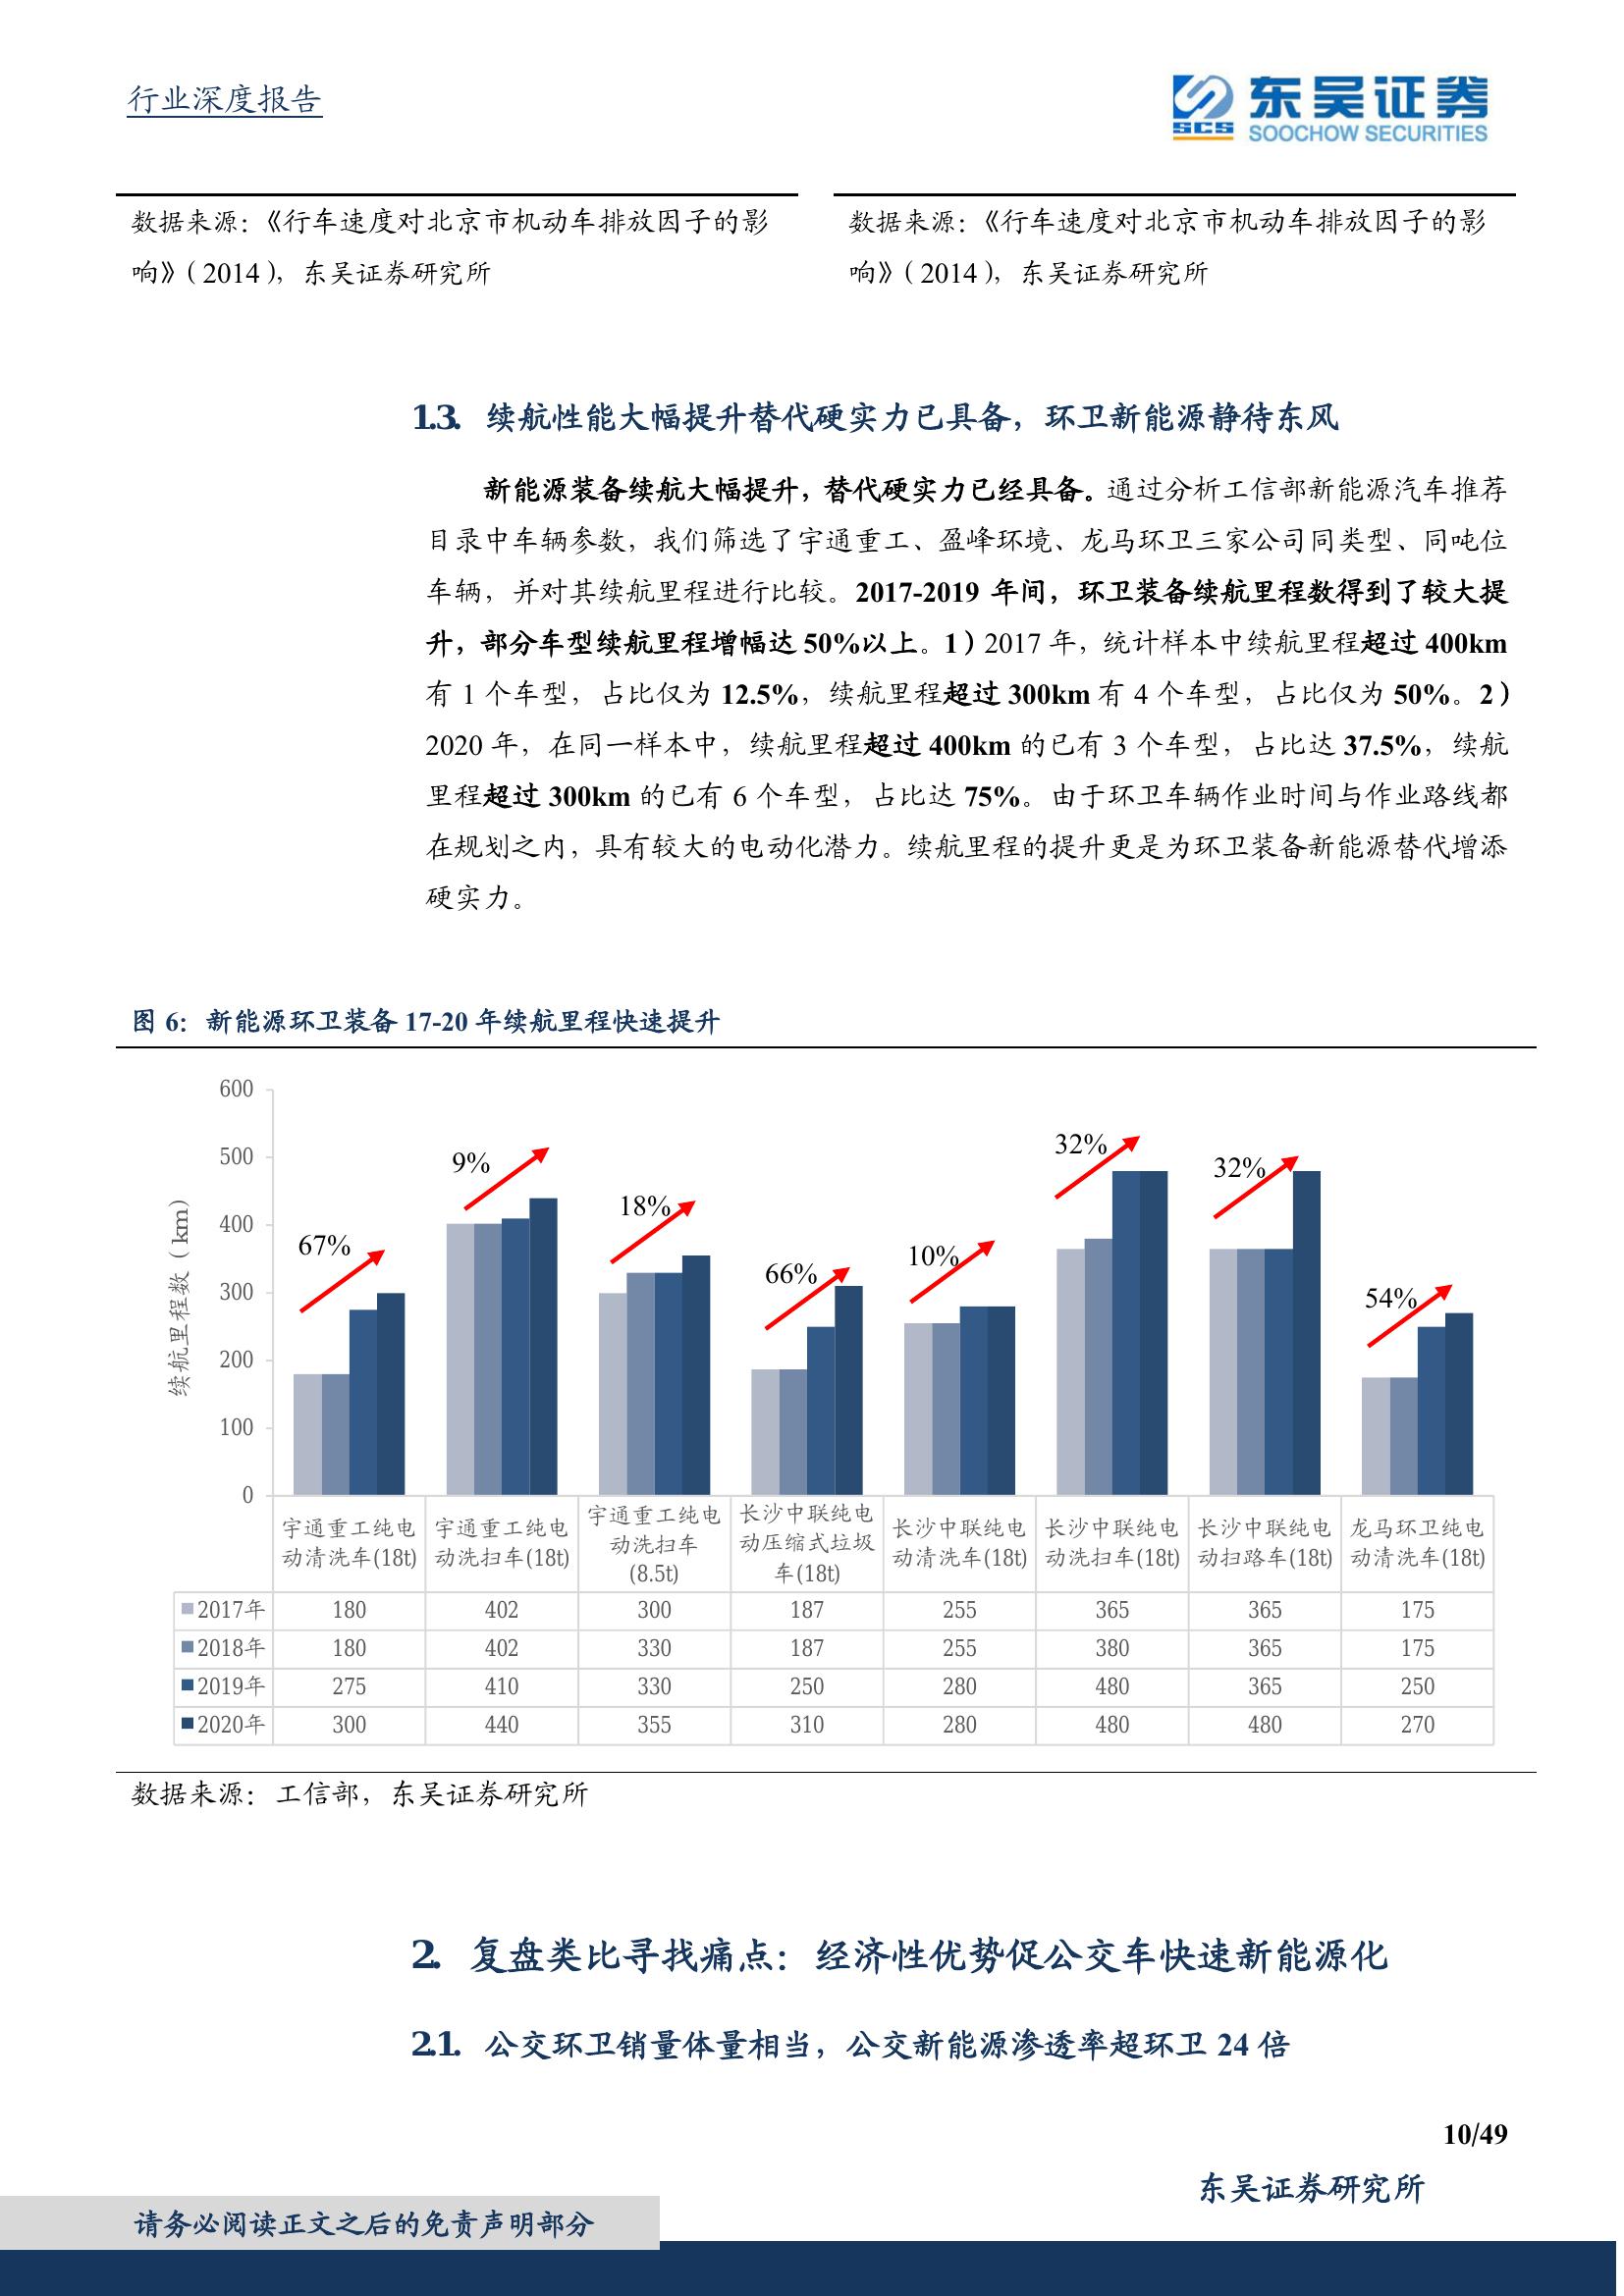 行业深度报告
SCS
东吴证券
SOOCHOW SECURITIES
数据来源：《行车速度对北京市机动车排放因子的影
响》（2014），东吴证券研究所
数据来源：《行车速度对北京市机动车排放因子的影
响》（2014），东吴证券研究所
1.3. 续航性能大幅提升替代硬实力已具备，环卫新能源静待东风
新能源装备续航大幅提升，替代硬实力已经具备。通过分析工信部新能源汽车推荐
目录中车辆参数，我们筛选了宇通重工、盈峰环境、龙马环卫三家公司同类型、同吨位
车辆，并对其续航里程进行比较。2017-2019 年间，环卫装备续航里程数得到了较大提
升，部分车型续航里程增幅达 50%以上。1）2017 年，统计样本中续航里程超过 400km
有 1 个车型，占比仅为 12.5%，续航里程超过 300km 有 4 个车型，占比仅为 50%。2）
2020 年，在同一样本中，续航里程超过 400km 的已有 3 个车型，占比达 37.5%，续航
里程超过 300km 的已有 6 个车型，占比达 75%。由于环卫车辆作业时间与作业路线都
在规划之内，具有较大的电动化潜力。续航里程的提升更是为环卫装备新能源替代增添
硬实力。
图 6：新能源环卫装备 17-20 年续航里程快速提升
续航里程数（km）
600
500
400
300
200
100
0
67%
9%
18%
66%
10%
32%
32%
54%
宇通重工纯电
动清洗车(18t)
宇通重工纯电
动洗扫车(18t)
宇通重工纯电
动洗扫车
(8.5t)
长沙中联纯电
动压缩式垃圾
车(18t)
长沙中联纯电
动清洗车(18t)
长沙中联纯电
动洗扫车(18t)
长沙中联纯电
动扫路车(18t)
龙马环卫纯电
动清洗车(18t)
2017年 180 402 300 187 255 365 365 175
2018年 180 402 330 187 255 380 365 175
2019年 275 410 330 250 280 480 365 250
2020年 300 440 355 310 280 480 480 270
数据来源：工信部，东吴证券研究所
2. 复盘类比寻找痛点：经济性优势促公交车快速新能源化
2.1. 公交环卫销量体量相当，公交新能源渗透率超环卫 24 倍
10/49
东吴证券研究所
请务必阅读正文之后的免责声明部分